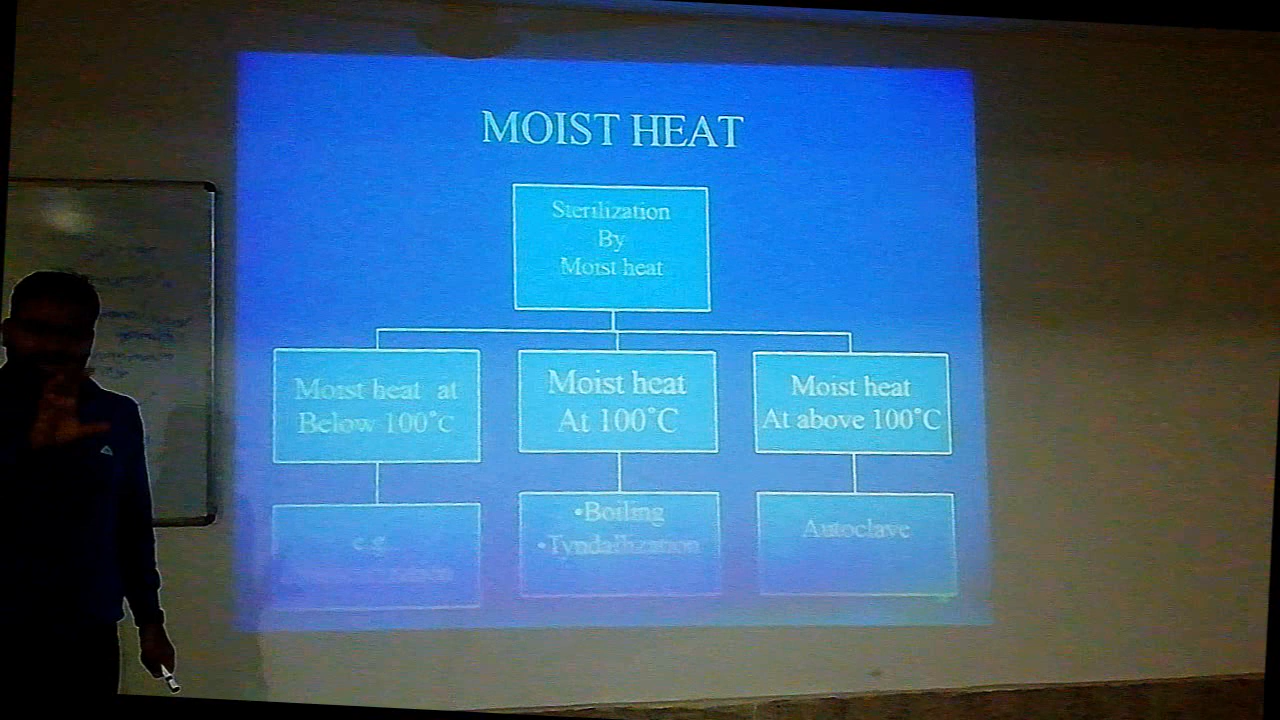 MOIST HEAT
Sterilization
By
Moist heat
Moist heat at
Below 100°C
Moist heat
At 100°C
Moist heat
At above 100°C
e.g.
•Boiling
•Tyndallization
Autoclave